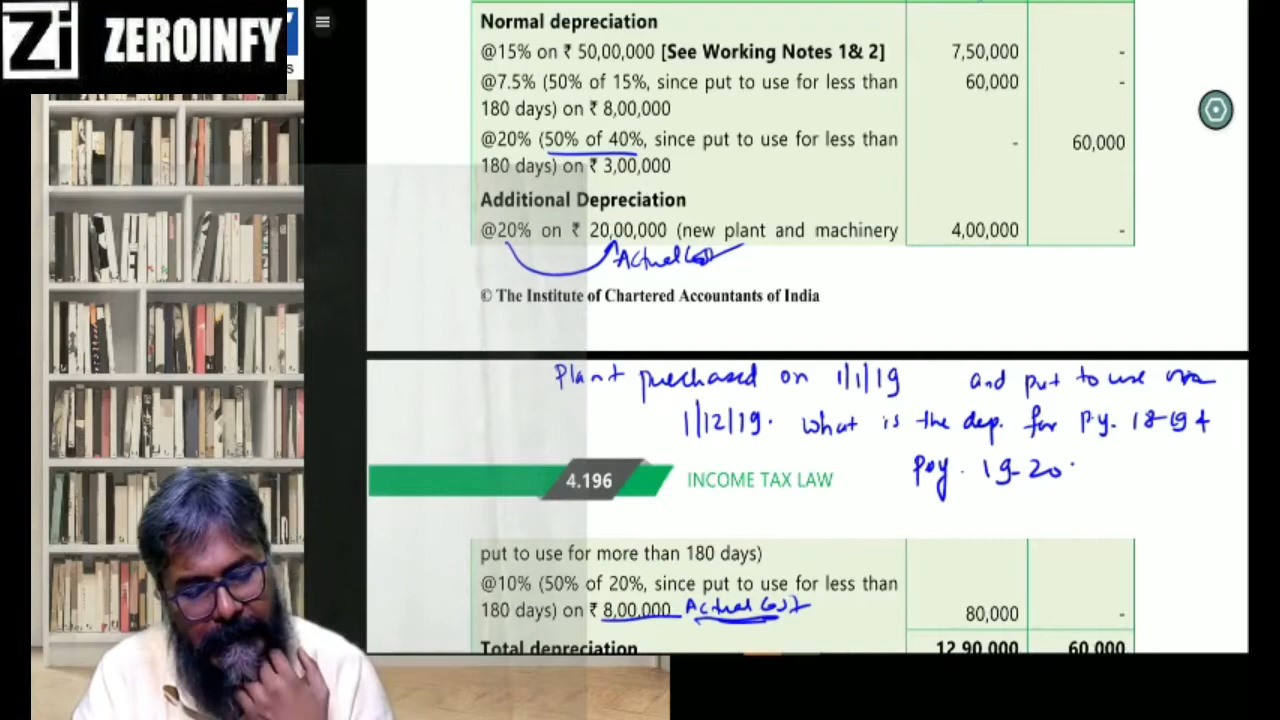 Zi ZEROINFY
s
Normal depreciation
@15% on ₹ 50,00,000 [See Working Notes 1& 2] 7,50,000 -
@7.5% (50% of 15%, since put to use for less than 60,000 -
180 days) on ₹ 8,00,000
@20% (50% of 40%, since put to use for less than - 60,000
180 days) on ₹ 3,00,000
Additional Depreciation
@20% on ₹ 20,00,000 (new plant and machinery 4,00,000 -
Actual Cost
© The Institute of Chartered Accountants of India
Plant purchased on 1/1/19 and put to use on
1/12/19. What is the dep. for P.y. 18-19 +
P.y. 19-20.
4.196 INCOME TAX LAW
put to use for more than 180 days)
@10% (50% of 20%, since put to use for less than
180 days) on ₹ 8,00,000 Actual Cost 80,000 -
Total depreciation 12,90,000 60,000